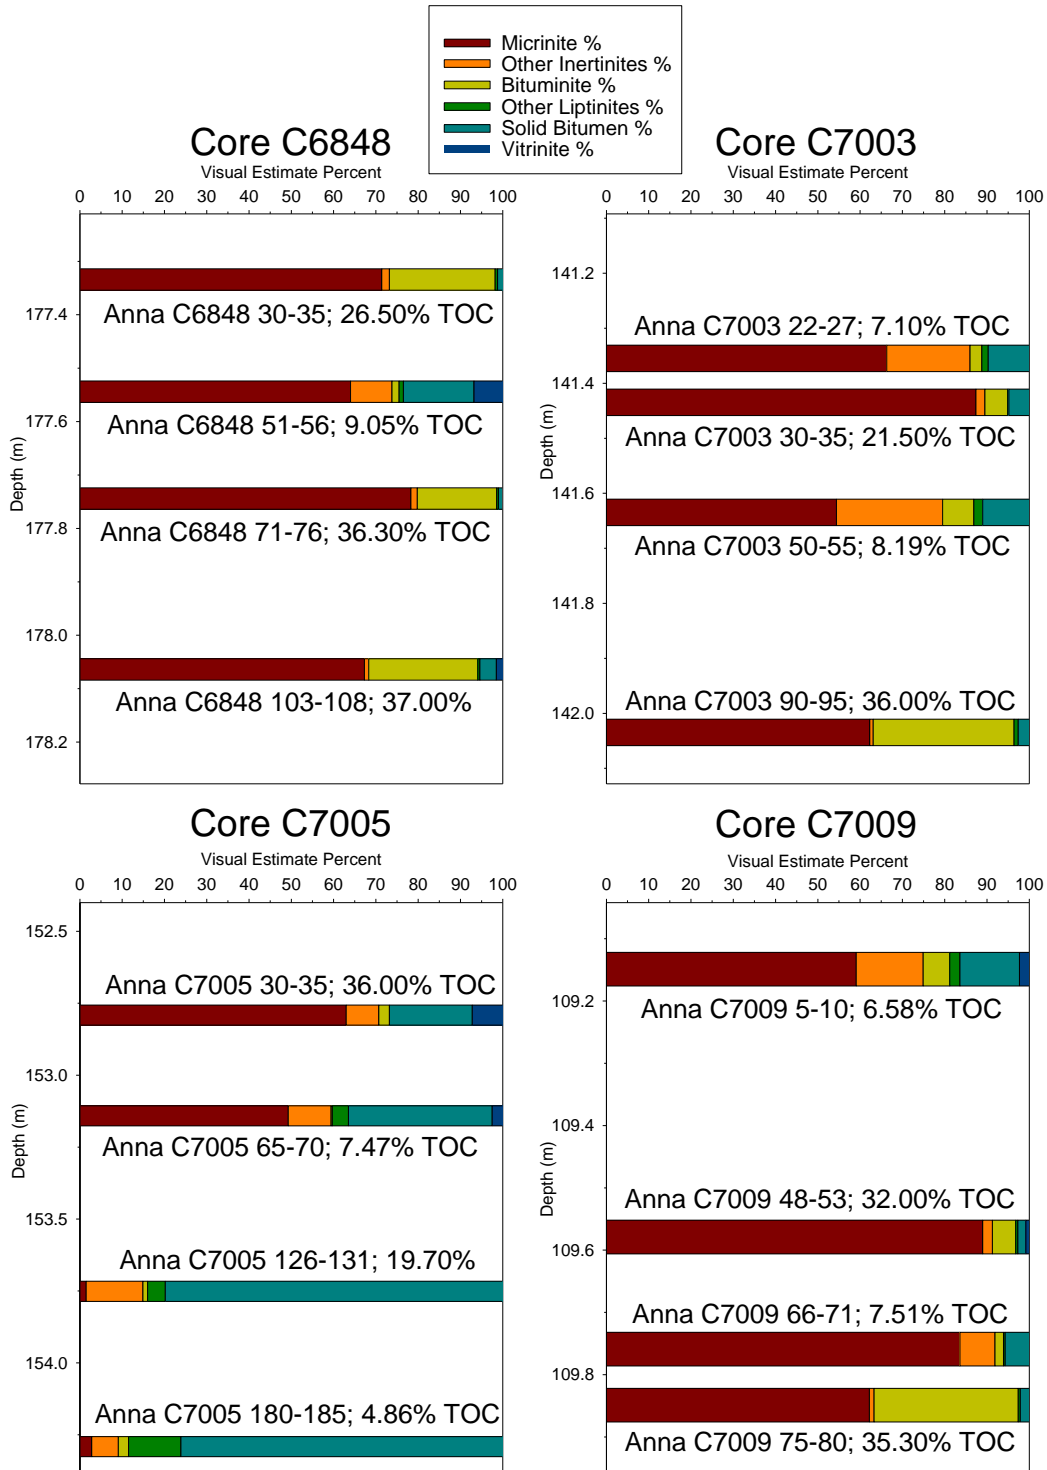 Micrinite %
Other Inertinites %
Bituminite %
Other Liptinites %
Solid Bitumen %
Vitrinite %
Core C6848
Visual Estimate Percent
0 10 20 30 40 50 60 70 80 90 100
Depth (m)
177.4
177.6
177.8
178.0
178.2
Anna C6848 30-35; 26.50% TOC
Anna C6848 51-56; 9.05% TOC
Anna C6848 71-76; 36.30% TOC
Anna C6848 103-108; 37.00%
Core C7003
Visual Estimate Percent
0 10 20 30 40 50 60 70 80 90 100
Depth (m)
141.2
141.4
141.6
141.8
142.0
Anna C7003 22-27; 7.10% TOC
Anna C7003 30-35; 21.50% TOC
Anna C7003 50-55; 8.19% TOC
Anna C7003 90-95; 36.00% TOC
Core C7005
Visual Estimate Percent
0 10 20 30 40 50 60 70 80 90 100
Depth (m)
152.5
153.0
153.5
154.0
Anna C7005 30-35; 36.00% TOC
Anna C7005 65-70; 7.47% TOC
Anna C7005 126-131; 19.70%
Anna C7005 180-185; 4.86% TOC
Core C7009
Visual Estimate Percent
0 10 20 30 40 50 60 70 80 90 100
Depth (m)
109.2
109.4
109.6
109.8
Anna C7009 5-10; 6.58% TOC
Anna C7009 48-53; 32.00% TOC
Anna C7009 66-71; 7.51% TOC
Anna C7009 75-80; 35.30% TOC